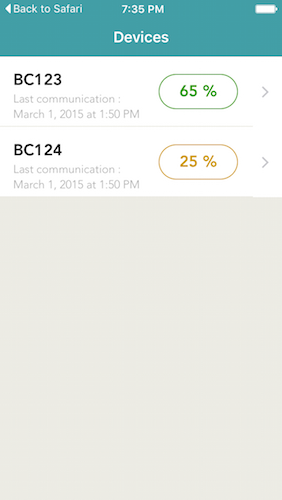 Back to Safari 7:35 PM
Devices
BC123
Last communication :
March 1, 2015 at 1:50 PM
65 %
BC124
Last communication :
March 1, 2015 at 1:50 PM
25 %